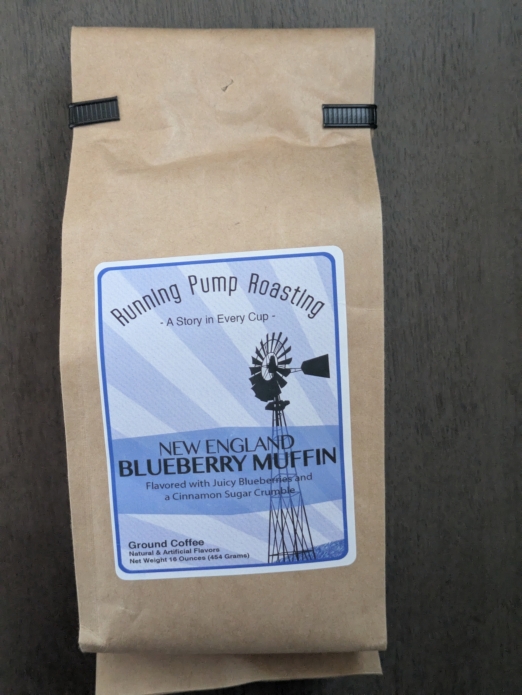 Running Pump Roasting
- A Story in Every Cup -
NEW ENGLAND
BLUEBERRY MUFFIN
Flavored with Juicy Blueberries and
a Cinnamon Sugar Crumble
Ground Coffee
Natural & Artificial Flavors
Net Weight 16 Ounces (454 Grams)